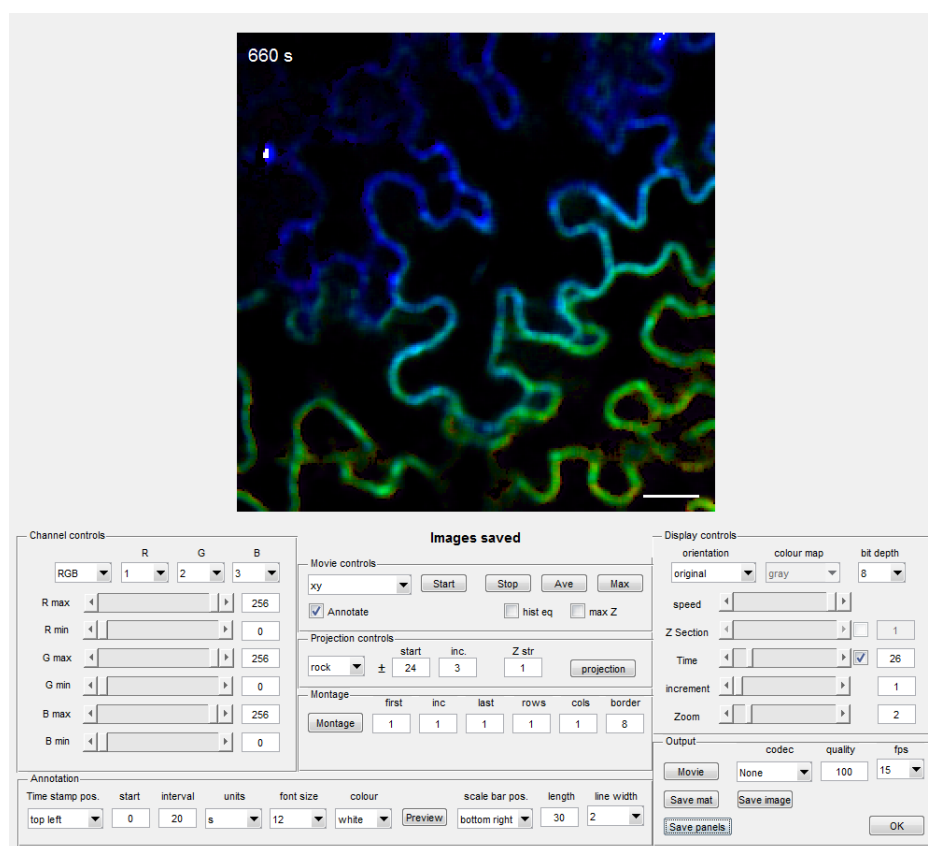 660 s
Images saved
Channel controls
R G B
RGB 1 2 3
R max 256
R min 0
G max 256
G min 0
B max 256
B min 0
Movie controls
xy Start Stop Ave Max
Annotate hist eq max Z
Projection controls
start inc. Z str
rock ± 24 3 1 projection
Montage
first inc last rows cols border
Montage 1 1 1 1 1 8
Display controls
orientation colour map bit depth
original gray 8
speed
Z Section 1
Time 26
increment 1
Zoom 2
Output
codec quality fps
Movie None 100 15
Save mat Save image
Save panels OK
Annotation
Time stamp pos. start interval units font size colour scale bar pos. length line width
top left 0 20 s 12 white Preview bottom right 30 2